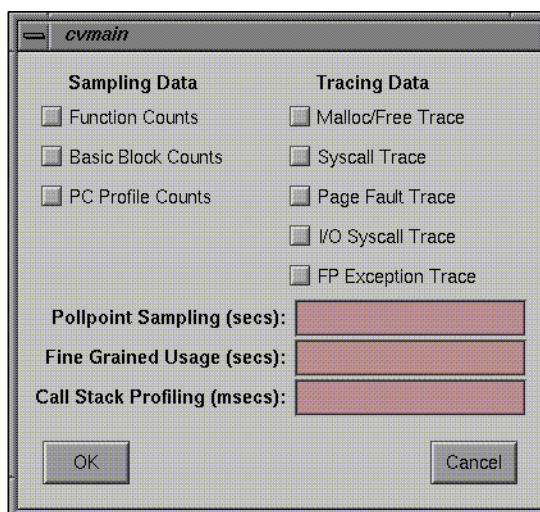 cvmain
Sampling Data
Tracing Data
Function Counts
Malloc/Free Trace
Basic Block Counts
Syscall Trace
PC Profile Counts
Page Fault Trace
I/O Syscall Trace
FP Exception Trace
Pollpoint Sampling (secs):
Fine Grained Usage (secs):
Call Stack Profiling (msecs):
OK
Cancel